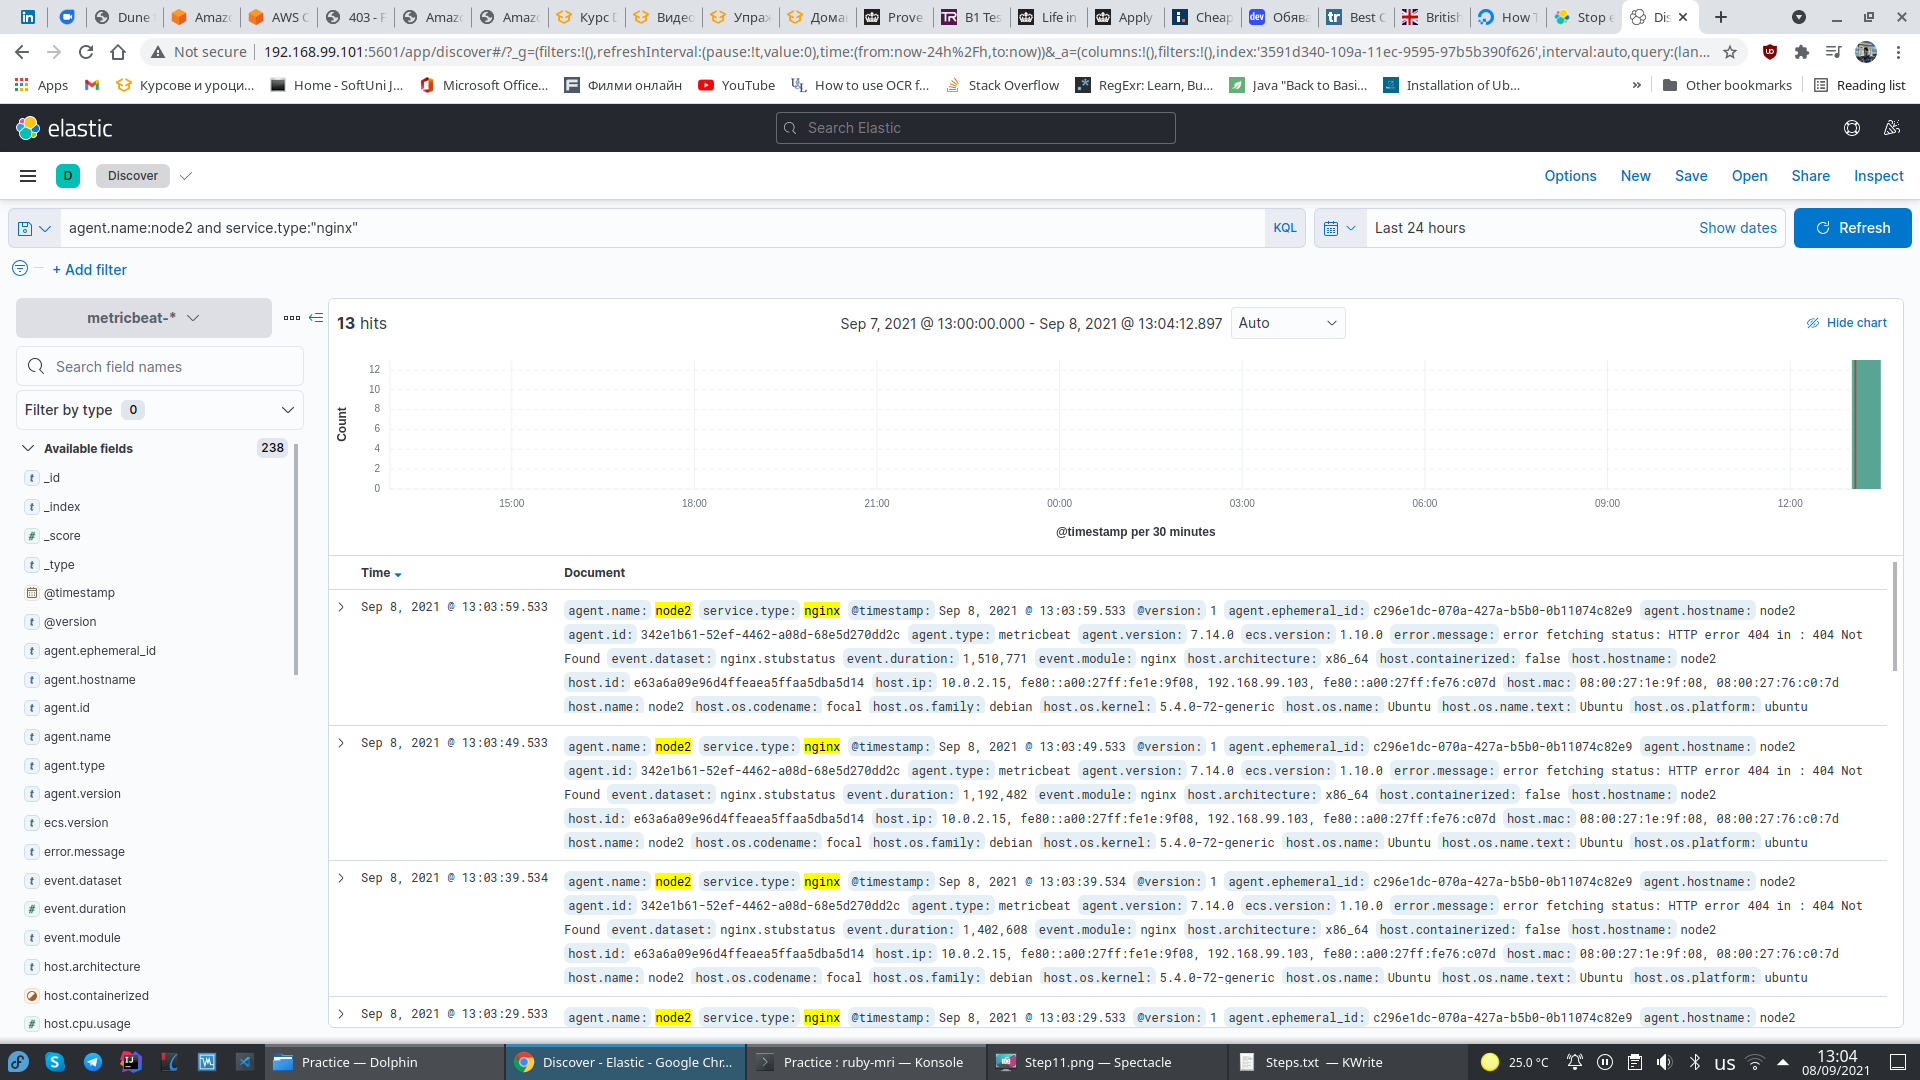 Dune Amazo AWS C 403 - F Amazo Amazo Курс D Видео Упраж Дома Prove B1 Tes Life in Apply Cheap Обява Best C British How T Stop e Dis
Not secure 192.168.99.101:5601/app/discover#/?_g=(filters:!(),refreshInterval:(pause:!t,value:0),time:(from:now-24h%2Fh,to:now))&_a=(columns:!(),filters:!(),index:'3591d340-109a-11ec-9595-97b5b390f626',interval:auto,query:(lan...
Apps Курсове и уроци... Home - SoftUni J... Microsoft Office... Филми онлайн YouTube How to use OCR f... Stack Overflow RegExr: Learn, Bu... Java "Back to Basi... Installation of Ub... » Other bookmarks Reading list
elastic Search Elastic
D Discover Options New Save Open Share Inspect
agent.name:node2 and service.type:"nginx" KQL Last 24 hours Show dates Refresh
+ Add filter
metricbeat-*
13 hits Sep 7, 2021 @ 13:00:00.000 - Sep 8, 2021 @ 13:04:12.897 Auto Hide chart
Search field names
Filter by type 0
Available fields 238
t _id
t _index
# _score
t _type
@timestamp
t @version
t agent.ephemeral_id
t agent.hostname
t agent.id
t agent.name
t agent.type
t agent.version
t ecs.version
t error.message
t event.dataset
# event.duration
t event.module
t host.architecture
host.containerized
t host.cpu.usage
Count
12
10
8
6
4
2
0
15:00 18:00 21:00 00:00 03:00 06:00 09:00 12:00
@timestamp per 30 minutes
Time Document
Sep 8, 2021 @ 13:03:59.533 agent.name: node2 service.type: nginx @timestamp: Sep 8, 2021 @ 13:03:59.533 @version: 1 agent.ephemeral_id: c296e1dc-070a-427a-b5b0-0b11074c82e9 agent.hostname: node2
agent.id: 342e1b61-52ef-4462-a08d-68e5d270dd2c agent.type: metricbeat agent.version: 7.14.0 ecs.version: 1.10.0 error.message: error fetching status: HTTP error 404 in : 404 Not
Found event.dataset: nginx.stubstatus event.duration: 1,510,771 event.module: nginx host.architecture: x86_64 host.containerized: false host.hostname: node2
host.id: e63a6a09e96d4ffeaea5ffaa5dba5d14 host.ip: 10.0.2.15, fe80::a00:27ff:fe1e:9f08, 192.168.99.103, fe80::a00:27ff:fe76:c07d host.mac: 08:00:27:1e:9f:08, 08:00:27:76:c0:7d
host.name: node2 host.os.codename: focal host.os.family: debian host.os.kernel: 5.4.0-72-generic host.os.name: Ubuntu host.os.name.text: Ubuntu host.os.platform: ubuntu
Sep 8, 2021 @ 13:03:49.533 agent.name: node2 service.type: nginx @timestamp: Sep 8, 2021 @ 13:03:49.533 @version: 1 agent.ephemeral_id: c296e1dc-070a-427a-b5b0-0b11074c82e9 agent.hostname: node2
agent.id: 342e1b61-52ef-4462-a08d-68e5d270dd2c agent.type: metricbeat agent.version: 7.14.0 ecs.version: 1.10.0 error.message: error fetching status: HTTP error 404 in : 404 Not
Found event.dataset: nginx.stubstatus event.duration: 1,192,482 event.module: nginx host.architecture: x86_64 host.containerized: false host.hostname: node2
host.id: e63a6a09e96d4ffeaea5ffaa5dba5d14 host.ip: 10.0.2.15, fe80::a00:27ff:fe1e:9f08, 192.168.99.103, fe80::a00:27ff:fe76:c07d host.mac: 08:00:27:1e:9f:08, 08:00:27:76:c0:7d
host.name: node2 host.os.codename: focal host.os.family: debian host.os.kernel: 5.4.0-72-generic host.os.name: Ubuntu host.os.name.text: Ubuntu host.os.platform: ubuntu
Sep 8, 2021 @ 13:03:39.534 agent.name: node2 service.type: nginx @timestamp: Sep 8, 2021 @ 13:03:39.534 @version: 1 agent.ephemeral_id: c296e1dc-070a-427a-b5b0-0b11074c82e9 agent.hostname: node2
agent.id: 342e1b61-52ef-4462-a08d-68e5d270dd2c agent.type: metricbeat agent.version: 7.14.0 ecs.version: 1.10.0 error.message: error fetching status: HTTP error 404 in : 404 Not
Found event.dataset: nginx.stubstatus event.duration: 1,402,608 event.module: nginx host.architecture: x86_64 host.containerized: false host.hostname: node2
host.id: e63a6a09e96d4ffeaea5ffaa5dba5d14 host.ip: 10.0.2.15, fe80::a00:27ff:fe1e:9f08, 192.168.99.103, fe80::a00:27ff:fe76:c07d host.mac: 08:00:27:1e:9f:08, 08:00:27:76:c0:7d
host.name: node2 host.os.codename: focal host.os.family: debian host.os.kernel: 5.4.0-72-generic host.os.name: Ubuntu host.os.name.text: Ubuntu host.os.platform: ubuntu
Sep 8, 2021 @ 13:03:29.533 agent.name: node2 service.type: nginx @timestamp: Sep 8, 2021 @ 13:03:29.533 @version: 1 agent.ephemeral_id: c296e1dc-070a-427a-b5b0-0b11074c82e9 agent.hostname: node2
Practice — Dolphin Discover - Elastic - Google Chr... Practice : ruby-mri — Konsole Step11.png — Spectacle Steps.txt — KWrite 25.0 °C us 13:04
08/09/2021